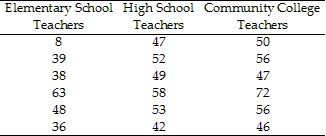 Elementary School High School Community College
Teachers Teachers Teachers
8 47 50
39 52 56
38 49 47
63 58 72
48 53 56
36 42 46